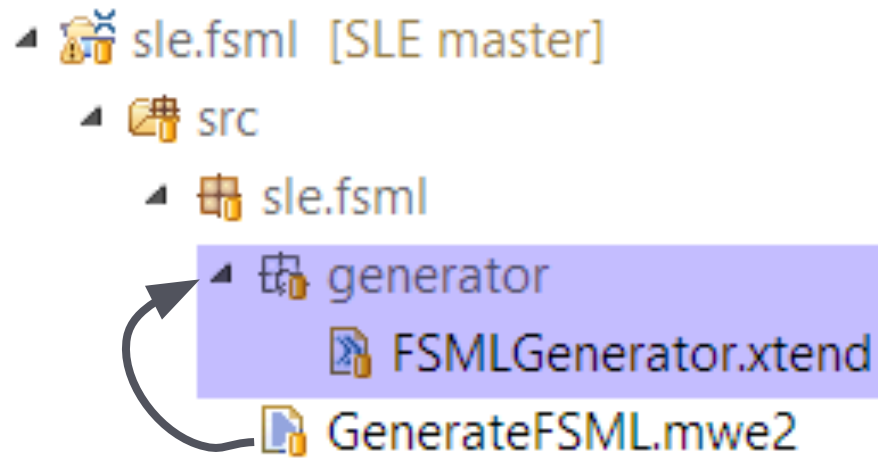 sle.fsml [SLE master]
src
sle.fsml
generator
FSMLGenerator.xtend
GenerateFSML.mwe2